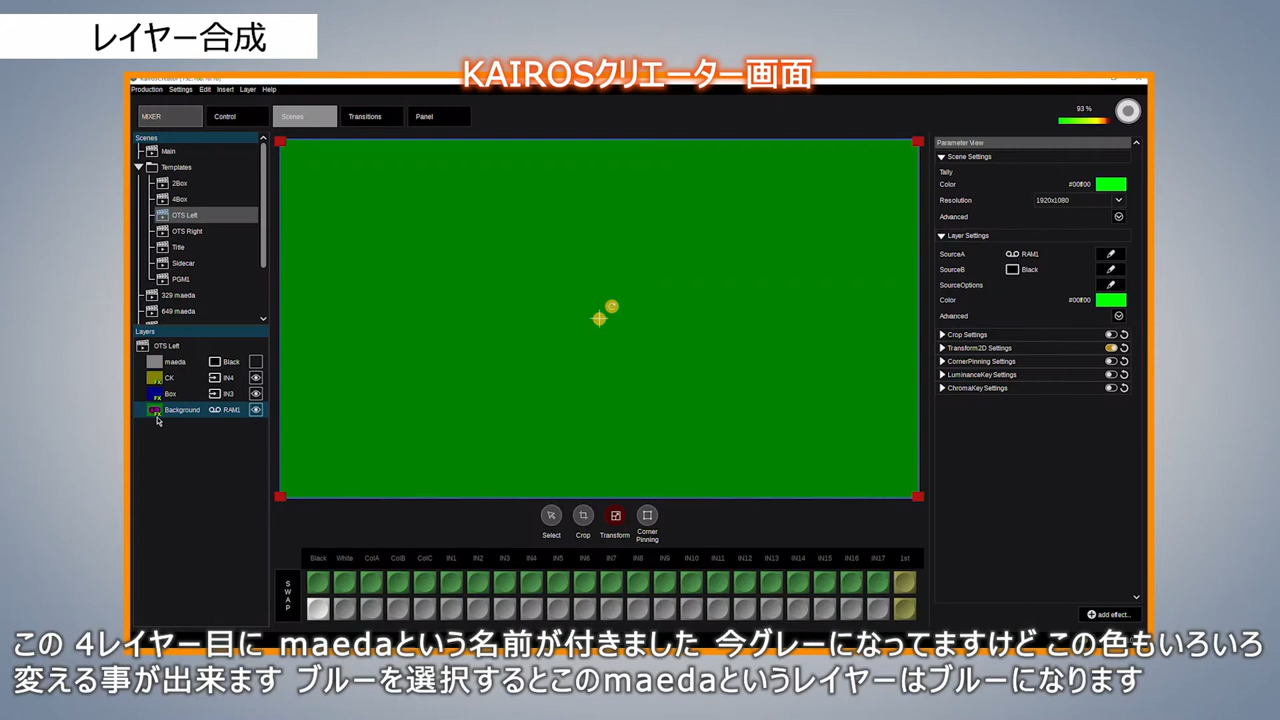 レイヤー合成
KAIROSクリエーター画面
Production Settings Edit Insert Layer Help
MIXER Control Scenes Transitions Panel
93 %
Scenes
Main
Templates
2Box
4Box
OTS Left
OTS Right
Title
Sidecar
PGM1
329 maeda
649 maeda
Layers
OTS Left
maeda Black
CK IN4
Box IN3
Background RAM1
Parameter View
Scene Settings
Tally
Color #00ff00
Resolution 1920x1080
Advanced
Layer Settings
SourceA RAM1
SourceB Black
SourceOptions
Color #00ff00
Advanced
Crop Settings
Transform2D Settings
CornerPinning Settings
LuminanceKey Settings
ChromaKey Settings
Select Crop Transform Corner Pinning
Black White ColA ColB ColC IN1 IN2 IN3 IN4 IN5 IN6 IN7 IN8 IN9 IN10 IN11 IN12 IN13 IN14 IN15 IN16 IN17 1st
SWAP
add effect...
この 4レイヤー目に maedaという名前が付きました 今グレーになってますけど この色もいろいろ
変える事が出来ます ブルーを選択するとこのmaedaというレイヤーはブルーになります